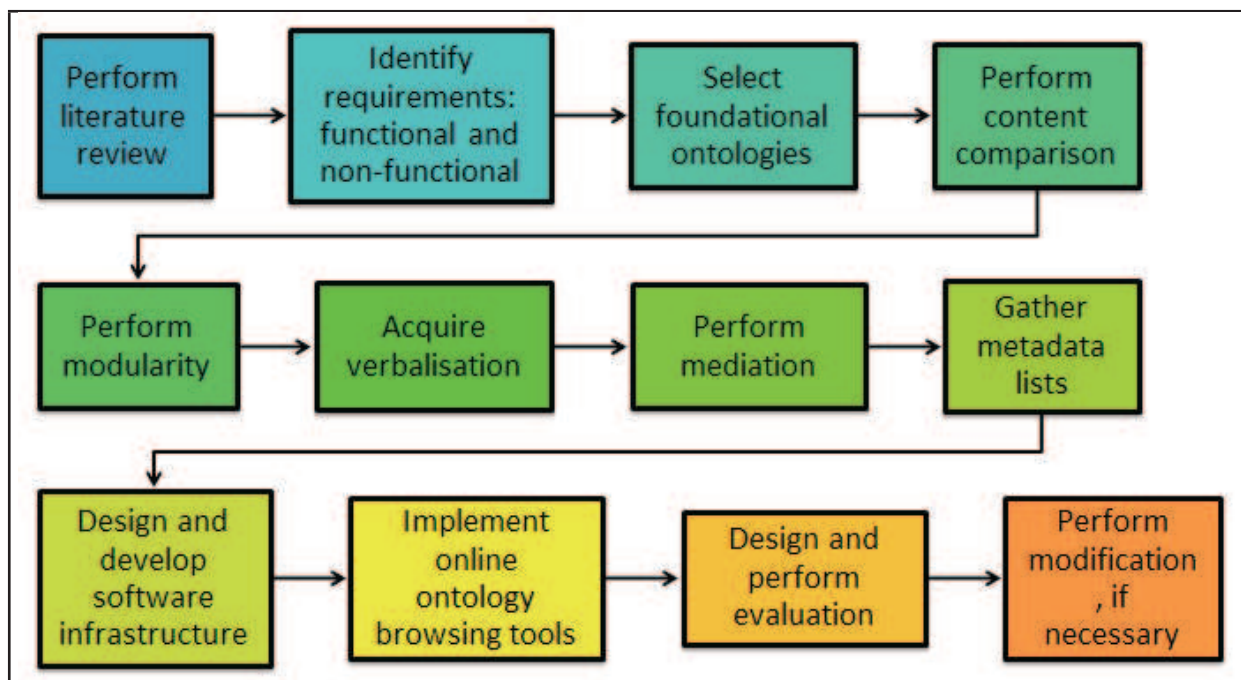 Perform
literature
review
Identify
requirements:
functional and
non-functional
Select
foundational
ontologies
Perform
content
comparison
Perform
modularity
Acquire
verbalisation
Perform
mediation
Gather
metadata
lists
Design and
develop
software
infrastructure
Implement
online
ontology
browsing tools
Design and
perform
evaluation
Perform
modification
, if
necessary